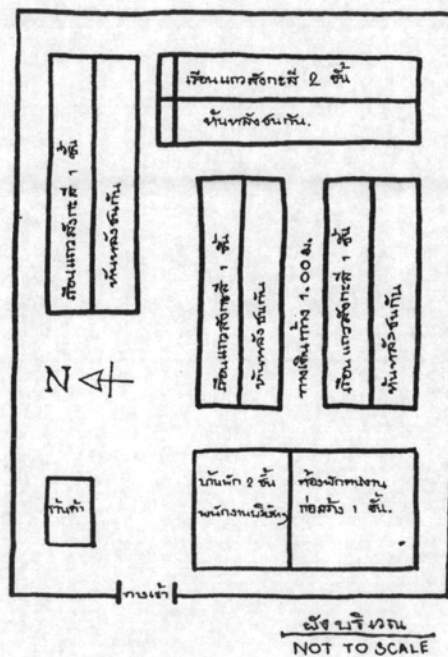 เรือนแถวสังกะสี 2 ชั้น
หันหลังชนกัน.
เรือนแถวสังกะสี 1 ชั้น
หันหลังชนกัน
เรือนแถวสังกะสี 1 ชั้น
หันหลังชนกัน
ทางเดินกว้าง 1.00 ม.
เรือนแถวสังกะสี 1 ชั้น
หันหลังชนกัน
N
ร้านค้า
บ้านพัก 2 ชั้น
พนักงานบริษัทฯ
ห้องพักคนงาน
ก่อสร้าง 1 ชั้น.
ทางเข้า
ผังบริเวณ
NOT TO SCALE